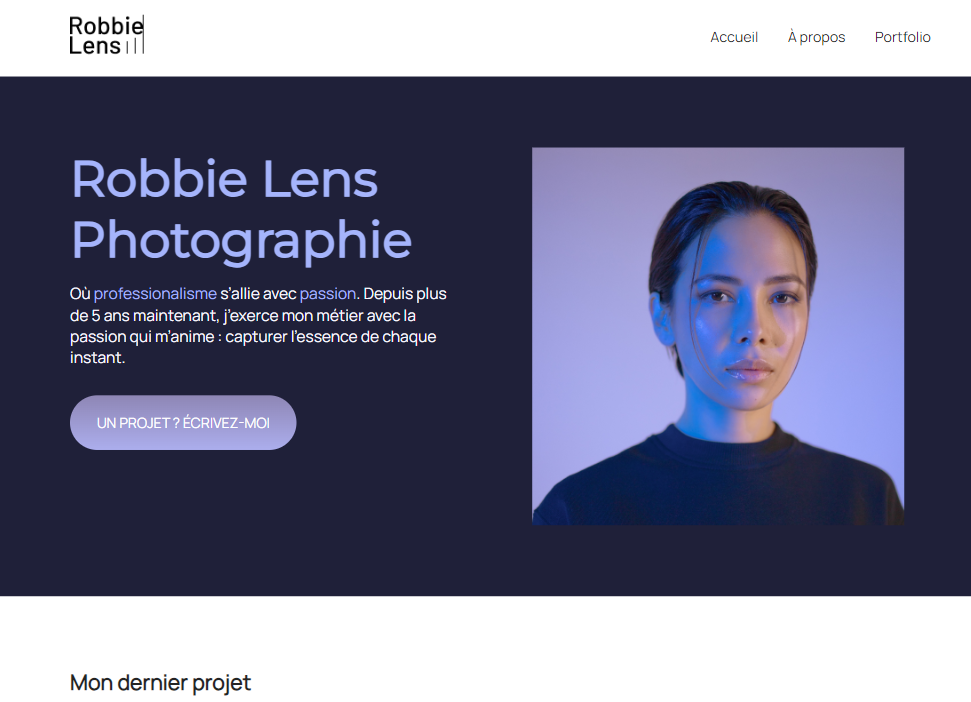 Robbie
Lens
Accueil
À propos
Portfolio
Robbie Lens
Photographie
Où professionalisme s’allie avec passion. Depuis plus
de 5 ans maintenant, j’exerce mon métier avec la
passion qui m’anime : capturer l’essence de chaque
instant.
UN PROJET ? ÉCRIVEZ-MOI
Mon dernier projet